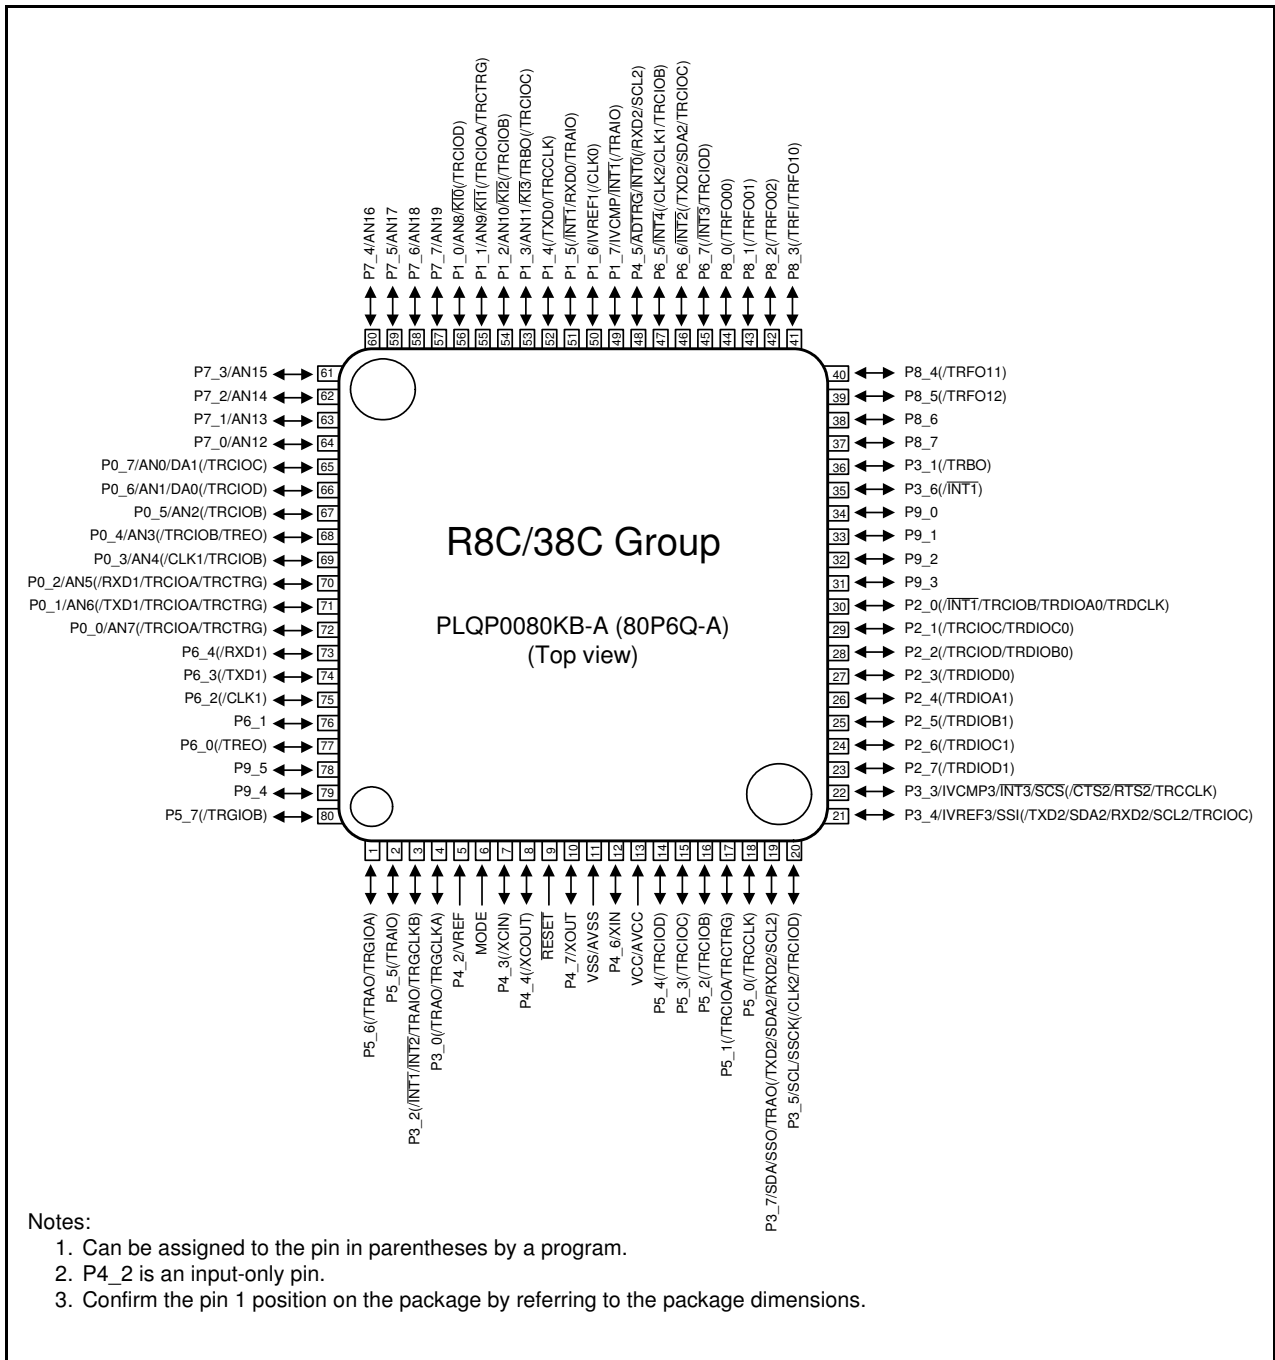 P7_4/AN16
P7_5/AN17
P7_6/AN18
P7_7/AN19
P1_0/AN8/KI0(/TRCIOD)
P1_1/AN9/KI1(/TRCIOA/TRCTRG)
P1_2/AN10/KI2(/TRCIOB)
P1_3/AN11/KI3/TRBO(/TRCIOC)
P1_4(/TXD0/TRCCLK)
P1_5(/INT1/RXD0/TRAIO)
P1_6/IVREF1(/CLK0)
P1_7/IVCMP/INT1(/TRAIO)
P4_5/ADTRG/INT0(/RXD2/SCL2)
P6_5/INT4(/CLK2/CLK1/TRCIOB)
P6_6/INT2(/TXD2/SDA2/TRCIOC)
P6_7(/INT3/TRCIOD)
P8_0(/TRFO00)
P8_1(/TRFO01)
P8_2(/TRFO02)
P8_3(/TRFI/TRFO10)
60 59 58 57 56 55 54 53 52 51 50 49 48 47 46 45 44 43 42 41
P7_3/AN15 61
P7_2/AN14 62
P7_1/AN13 63
P7_0/AN12 64
P0_7/AN0/DA1(/TRCIOC) 65
P0_6/AN1/DA0(/TRCIOD) 66
P0_5/AN2(/TRCIOB) 67
P0_4/AN3(/TRCIOB/TREO) 68
P0_3/AN4(/CLK1/TRCIOB) 69
P0_2/AN5(/RXD1/TRCIOA/TRCTRG) 70
P0_1/AN6(/TXD1/TRCIOA/TRCTRG) 71
P0_0/AN7(/TRCIOA/TRCTRG) 72
P6_4(/RXD1) 73
P6_3(/TXD1) 74
P6_2(/CLK1) 75
P6_1 76
P6_0(/TREO) 77
P9_5 78
P9_4 79
P5_7(/TRGIOB) 80
R8C/38C Group
PLQP0080KB-A (80P6Q-A)
(Top view)
40 P8_4(/TRFO11)
39 P8_5(/TRFO12)
38 P8_6
37 P8_7
36 P3_1(/TRBO)
35 P3_6(/INT1)
34 P9_0
33 P9_1
32 P9_2
31 P9_3
30 P2_0(/INT1/TRCIOB/TRDIOA0/TRDCLK)
29 P2_1(/TRCIOC/TRDIOC0)
28 P2_2(/TRCIOD/TRDIOB0)
27 P2_3(/TRDIOD0)
26 P2_4(/TRDIOA1)
25 P2_5(/TRDIOB1)
24 P2_6(/TRDIOC1)
23 P2_7(/TRDIOD1)
22 P3_3/IVCMP3/INT3/SCS(/CTS2/RTS2/TRCCLK)
21 P3_4/IVREF3/SSI(/TXD2/SDA2/RXD2/SCL2/TRCIOC)
1 2 3 4 5 6 7 8 9 10 11 12 13 14 15 16 17 18 19 20
P5_6(/TRAO/TRGIOA)
P5_5(/TRAIO)
P3_2(/INT1/INT2/TRAIO/TRGCLKB)
P3_0(/TRAO/TRGCLKA)
P4_2/VREF
MODE
P4_3(/XCIN)
P4_4(/XCOUT)
RESET
P4_7/XOUT
VSS/AVSS
P4_6/XIN
VCC/AVCC
P5_4(/TRCIOD)
P5_3(/TRCIOC)
P5_2(/TRCIOB)
P5_1(/TRCIOA/TRCTRG)
P5_0(/TRCCLK)
P3_7/SDA/SSO/TRAO(/TXD2/SDA2/RXD2/SCL2)
P3_5/SCL/SSCK(/CLK2/TRCIOD)
Notes:
1. Can be assigned to the pin in parentheses by a program.
2. P4_2 is an input-only pin.
3. Confirm the pin 1 position on the package by referring to the package dimensions.